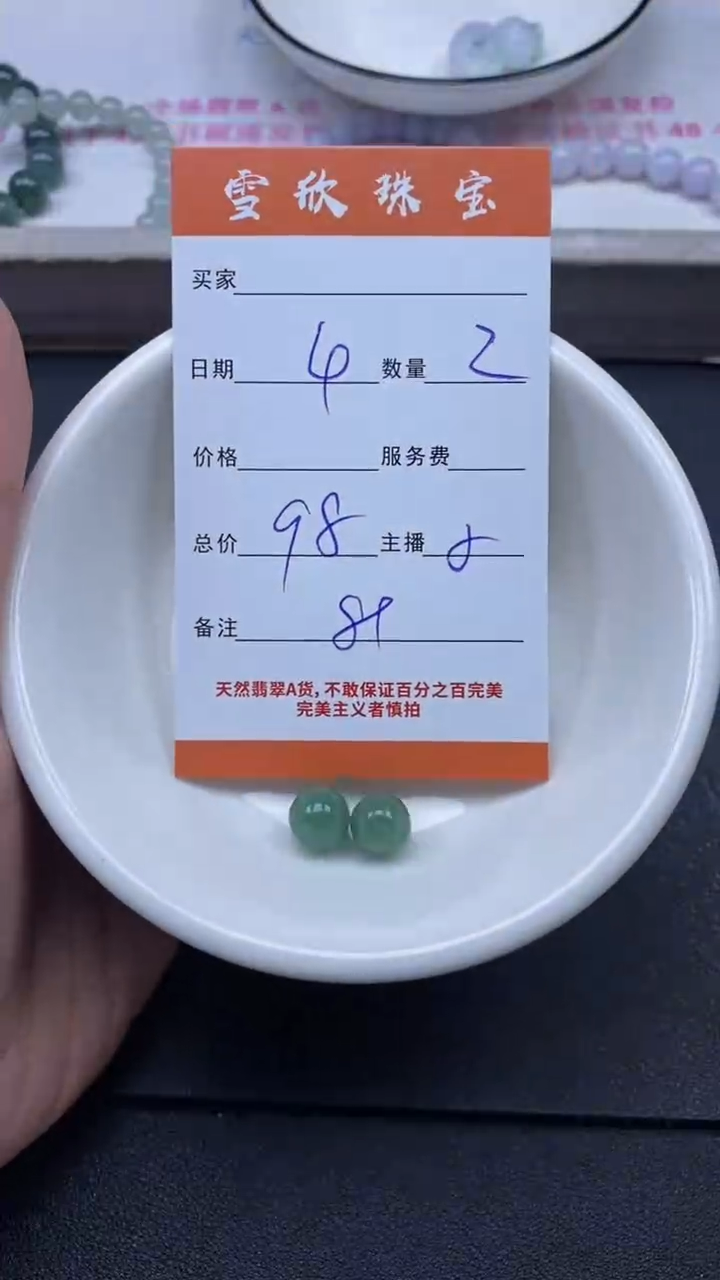 雪欣珠宝
买家
日期 4 数量 2
价格 服务费
总价 98 主播
备注
天然翡翠A货,不敢保证百分之百完美
完美主义者慎拍